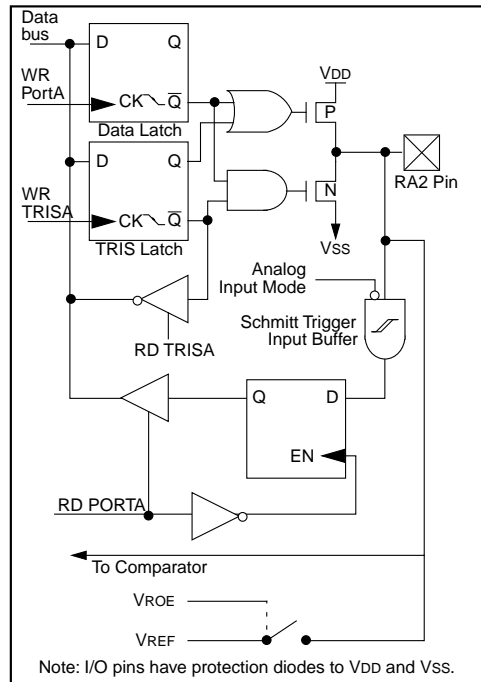 Data
bus
D Q
VDD
WR
PortA
CK Q
P
Data Latch
D Q
RA2 Pin
N
WR
TRISA
CK Q
VSS
TRIS Latch
Analog
Input Mode
Schmitt Trigger
Input Buffer
RD TRISA
Q D
EN
RD PORTA
To Comparator
VROE
VREF
Note: I/O pins have protection diodes to VDD and VSS.